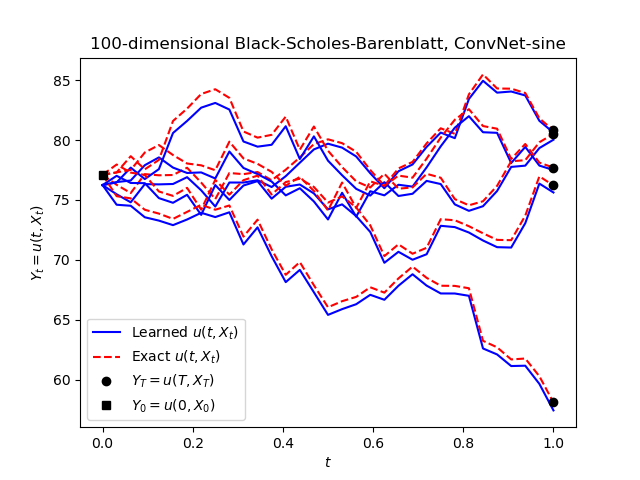 100-dimensional Black-Scholes-Barenblatt, ConvNet-sine
Y_t = u(t, X_t)
85
80
75
70
65
60
Learned u(t, X_t)
Exact u(t, X_t)
Y_T = u(T, X_T)
Y_0 = u(0, X_0)
0.0 0.2 0.4 0.6 0.8 1.0
t